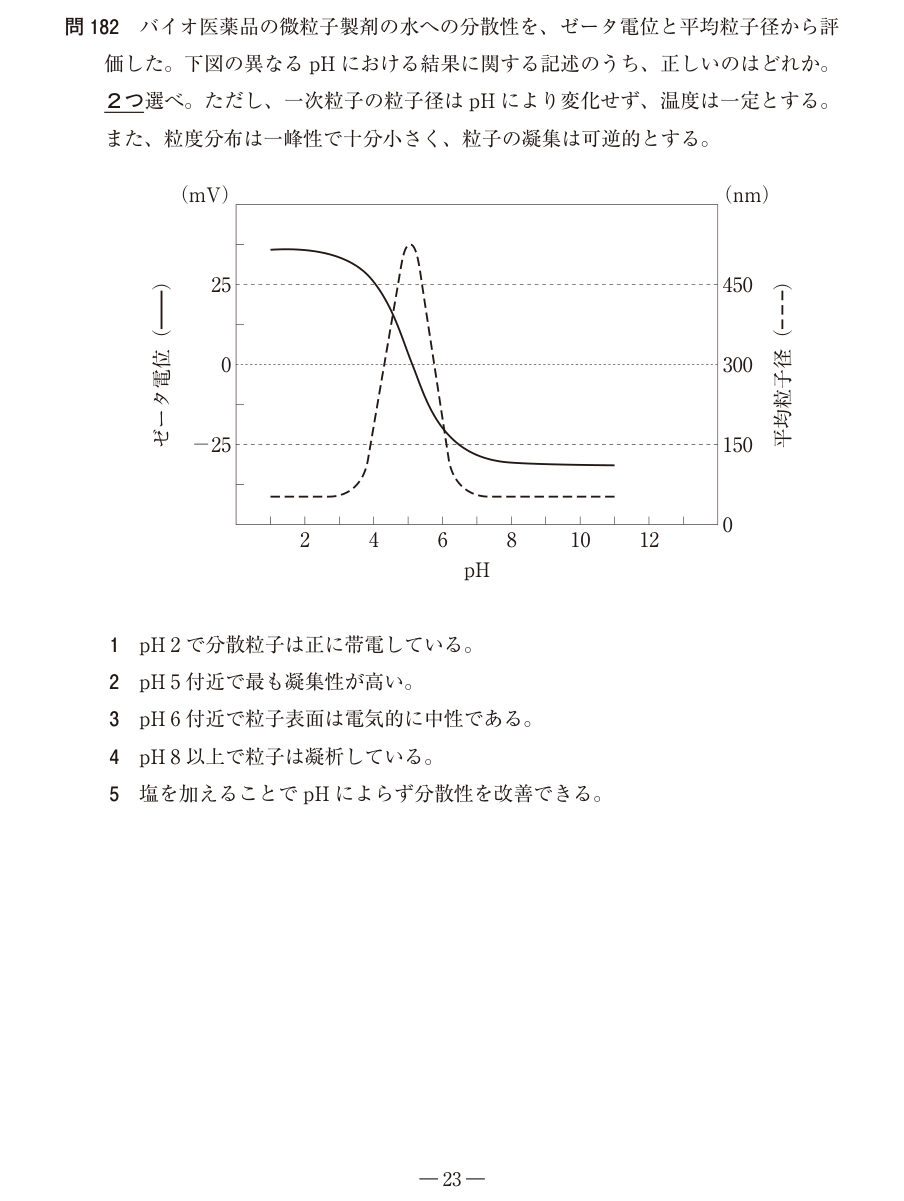 問 182 バイオ医薬品の微粒子製剤の水への分散性を、ゼータ電位と平均粒子径から評
価した。下図の異なる pH における結果に関する記述のうち、正しいのはどれか。
2つ選べ。ただし、一次粒子の粒子径は pH により変化せず、温度は一定とする。
また、粒度分布は一峰性で十分小さく、粒子の凝集は可逆的とする。
(mV) (nm)
25 450
0 300
−25 150
0
ゼータ電位（──）
平均粒子径（---）
2 4 6 8 10 12
pH
1 pH 2 で分散粒子は正に帯電している。
2 pH 5 付近で最も凝集性が高い。
3 pH 6 付近で粒子表面は電気的に中性である。
4 pH 8 以上で粒子は凝析している。
5 塩を加えることで pH によらず分散性を改善できる。
― 23 ―